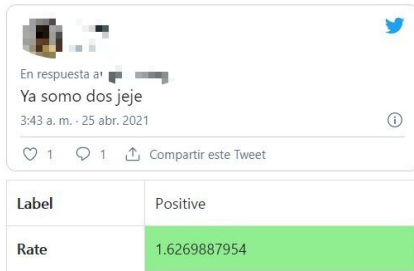 En respuesta a
Ya somo dos jeje
3:43 a. m. · 25 abr. 2021
1 1 Compartir este Tweet
Label Positive
Rate 1.6269887954